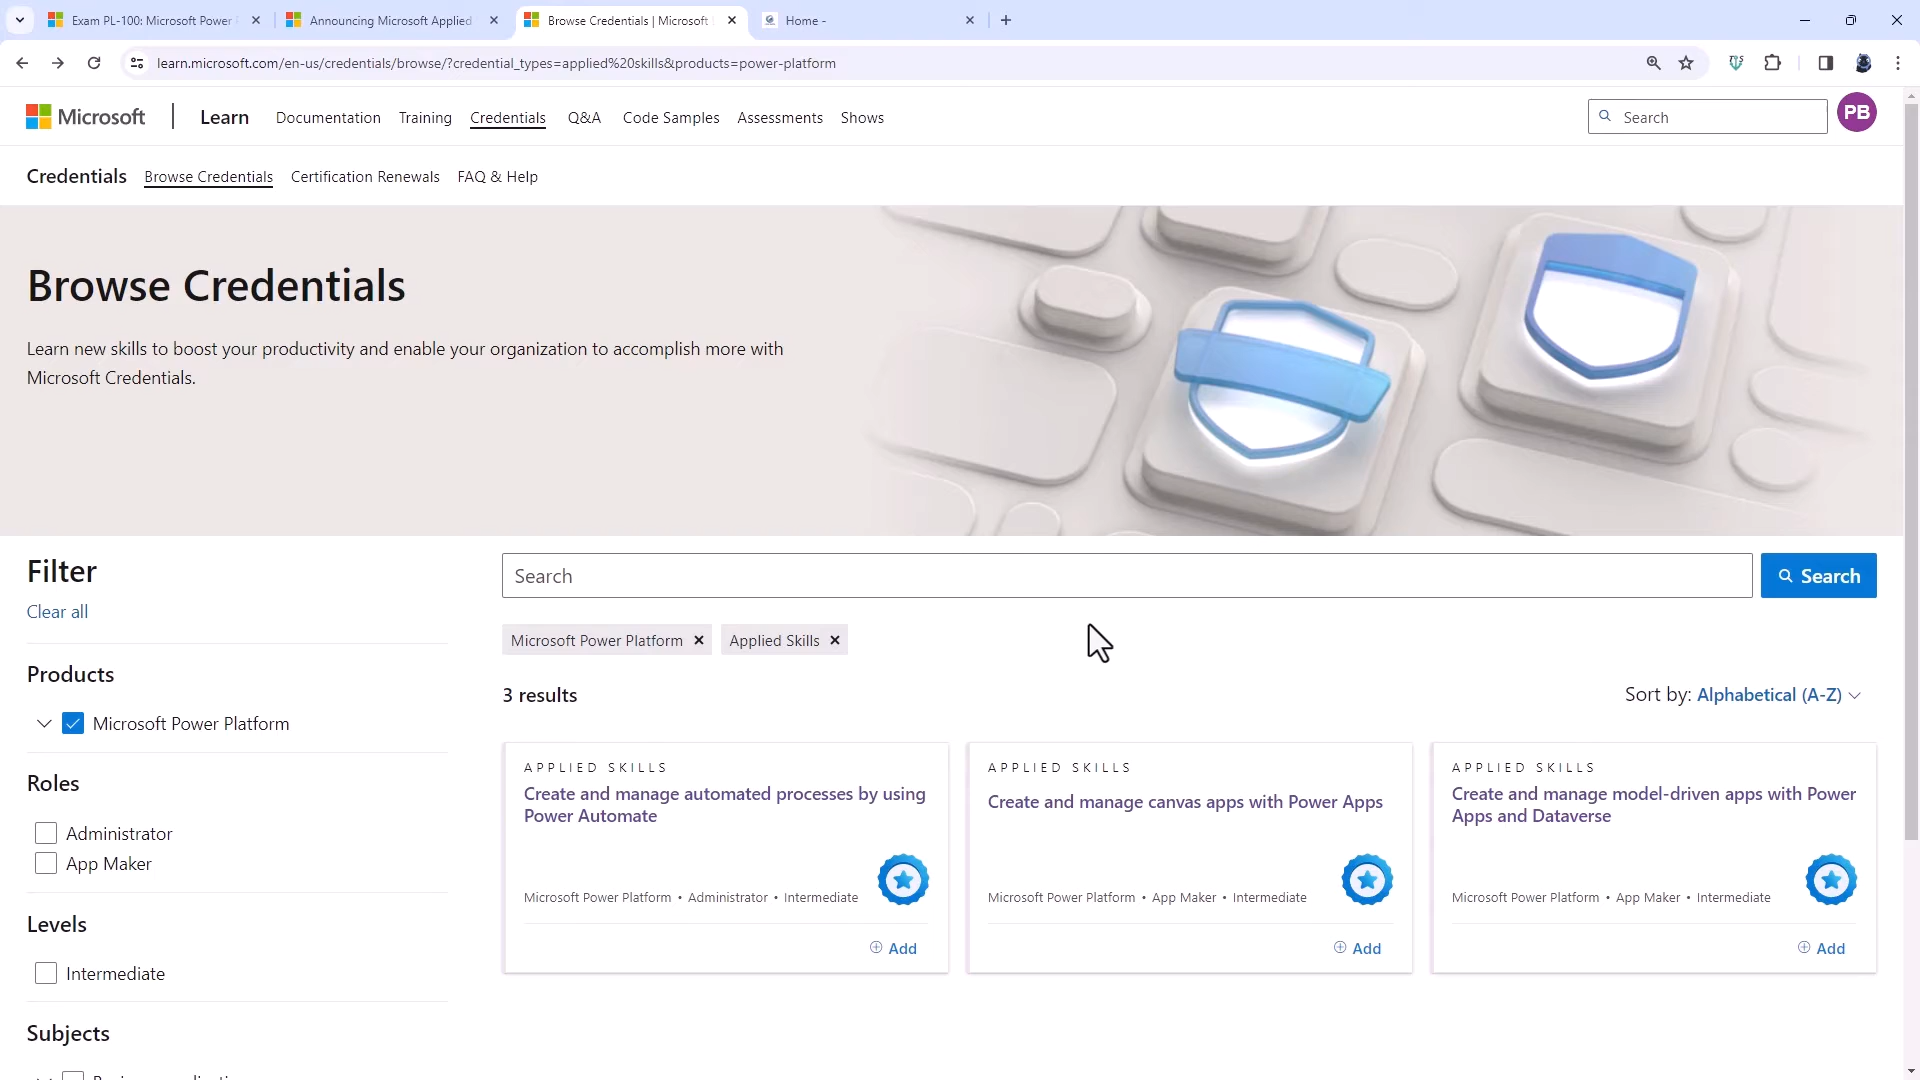 Exam PL-100: Microsoft Power
Announcing Microsoft Applied
Browse Credentials | Microsoft
Home -
learn.microsoft.com/en-us/credentials/browse/?credential_types=applied%20skills&products=power-platform
Microsoft
Learn
Documentation
Training
Credentials
Q&A
Code Samples
Assessments
Shows
Search
PB
Credentials
Browse Credentials
Certification Renewals
FAQ & Help
Browse Credentials
Learn new skills to boost your productivity and enable your organization to accomplish more with
Microsoft Credentials.
Filter
Clear all
Products
Microsoft Power Platform
Roles
Administrator
App Maker
Levels
Intermediate
Subjects
Search
Search
Microsoft Power Platform
Applied Skills
3 results
Sort by: Alphabetical (A-Z)
APPLIED SKILLS
Create and manage automated processes by using
Power Automate
Microsoft Power Platform • Administrator • Intermediate
Add
APPLIED SKILLS
Create and manage canvas apps with Power Apps
Microsoft Power Platform • App Maker • Intermediate
Add
APPLIED SKILLS
Create and manage model-driven apps with Power
Apps and Dataverse
Microsoft Power Platform • App Maker • Intermediate
Add